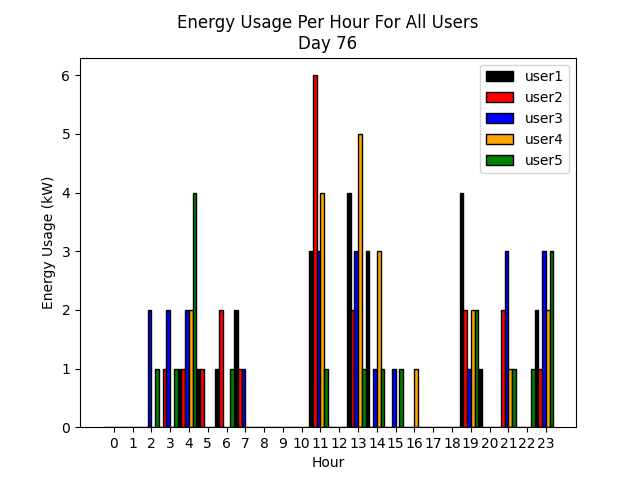 Energy Usage Per Hour For All Users
Day 76
user1
user2
user3
user4
user5
Energy Usage (kW)
6
5
4
3
2
1
0
0 1 2 3 4 5 6 7 8 9 10 11 12 13 14 15 16 17 18 19 20 21 22 23
Hour